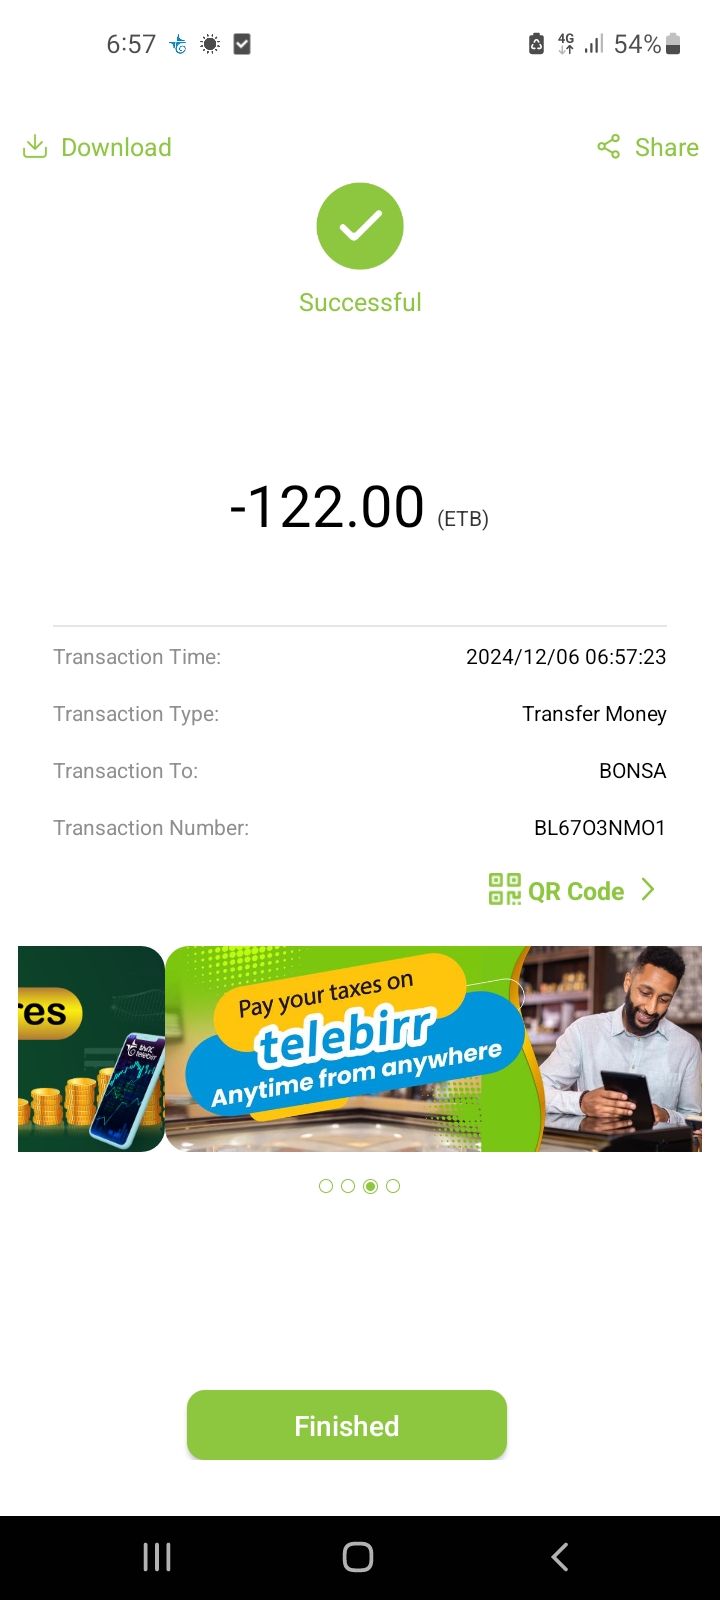 6:57 4G 54%
Download Share
Successful
-122.00 (ETB)
Transaction Time: 2024/12/06 06:57:23
Transaction Type: Transfer Money
Transaction To: BONSA
Transaction Number: BL67O3NMO1
QR Code
res
telebirr
Pay your taxes on
telebirr
Anytime from anywhere
Finished